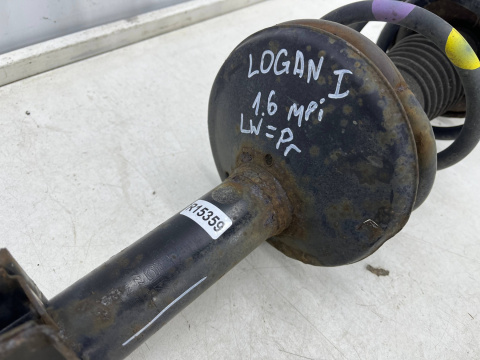 LOGAN I
1.6 MPi
LW=Pr
R15359